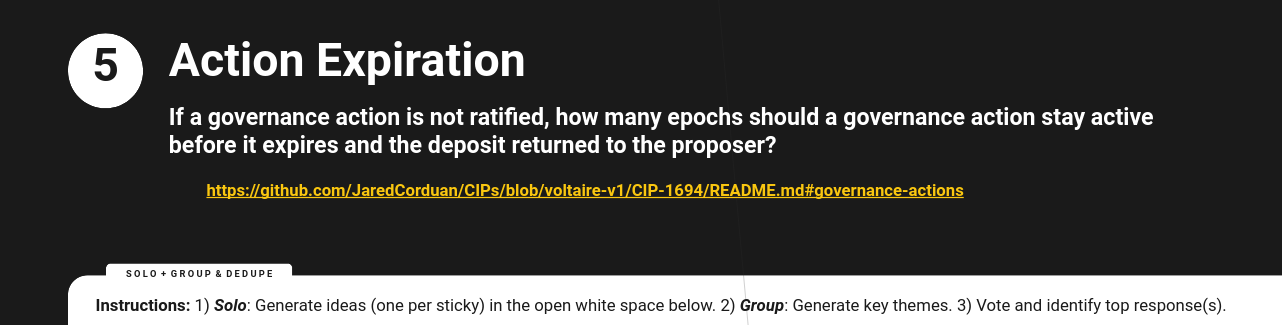 5
Action Expiration
If a governance action is not ratified, how many epochs should a governance action stay active
before it expires and the deposit returned to the proposer?
https://github.com/JaredCorduan/CIPs/blob/voltaire-v1/CIP-1694/README.md#governance-actions
SOLO + GROUP & DEDUPE
Instructions: 1) Solo: Generate ideas (one per sticky) in the open white space below. 2) Group: Generate key themes. 3) Vote and identify top response(s).